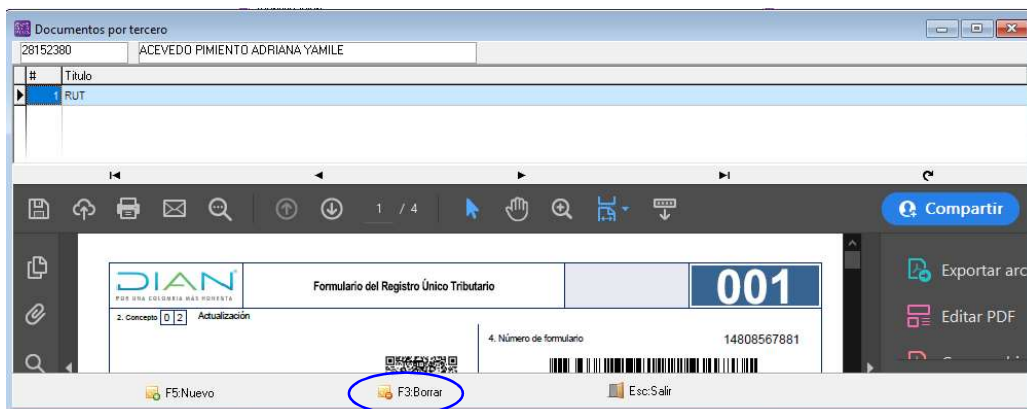 Documentos por tercero
28152380 ACEVEDO PIMIENTO ADRIANA YAMILE
# Titulo
1 RUT
1 / 4
Compartir
DIAN
POR UNA COLOMBIA MÁS HONESTA
Formulario del Registro Único Tributario
001
2. Concepto 0 2 Actualización
4. Número de formulario 14808567881
Exportar arc
Editar PDF
F5:Nuevo F3:Borrar Esc:Salir